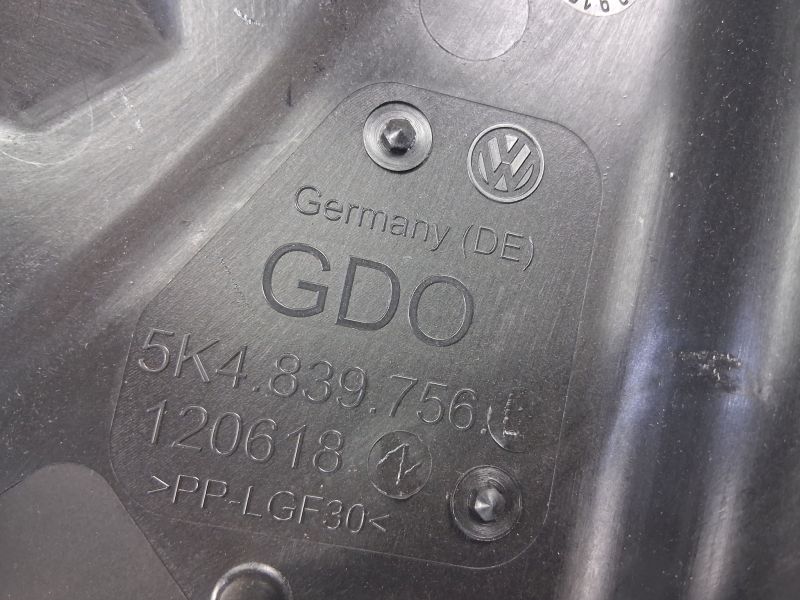 Germany (DE)
GDO
5K4.839.756.
120618
>PP-LGF30<